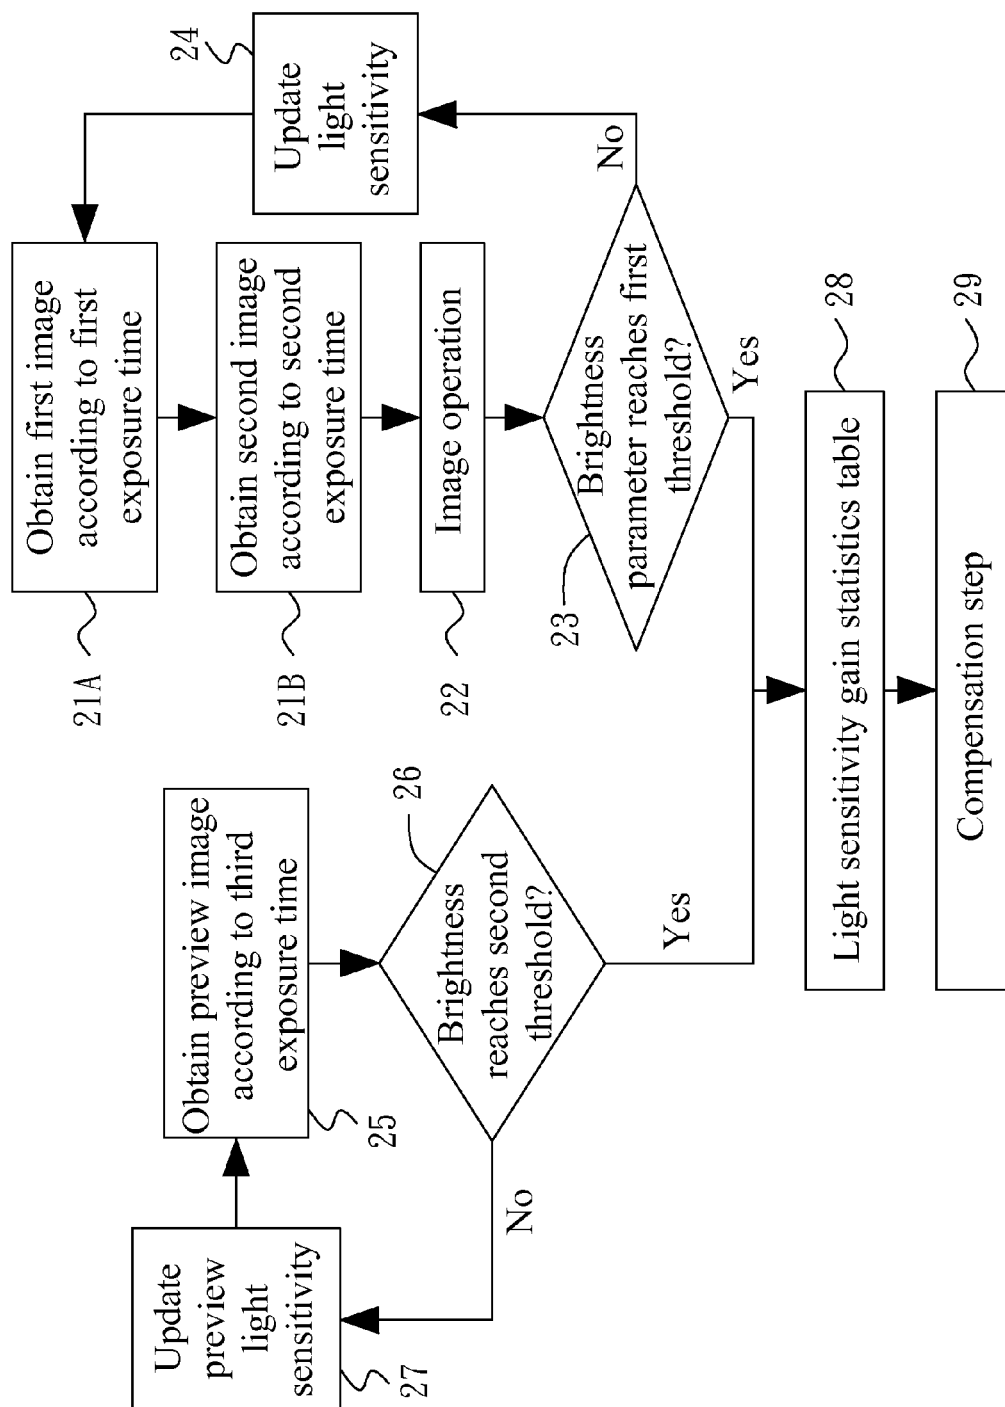 Update
preview
light
sensitivity
27
Obtain preview image
according to third
exposure time
25
Brightness
reaches second
threshold?
26
No
Yes
Obtain first image
according to first
exposure time
21A
Obtain second image
according to second
exposure time
21B
Image operation
22
Brightness
parameter reaches first
threshold?
23
No
Yes
Update
light
sensitivity
24
Light sensitivity gain statistics table
28
Compensation step
29